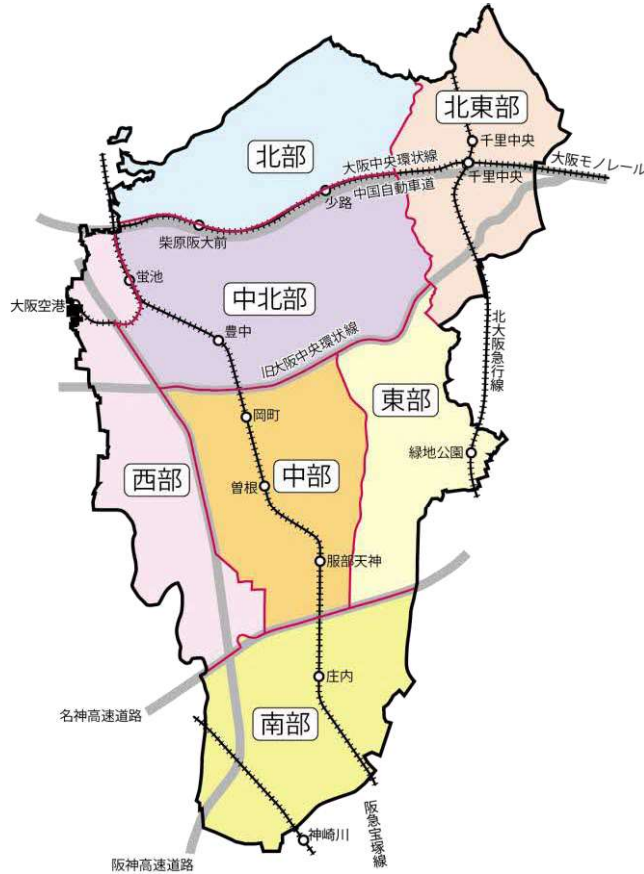 北東部
千里中央
北部
大阪中央環状線
大阪モノレール
千里中央
中国自動車道
少路
柴原阪大前
蛍池
大阪空港
中北部
豊中
北大阪急行線
旧大阪中央環状線
東部
岡町
緑地公園
西部
曽根
中部
服部天神
庄内
名神高速道路
南部
神崎川
阪急宝塚線
阪神高速道路